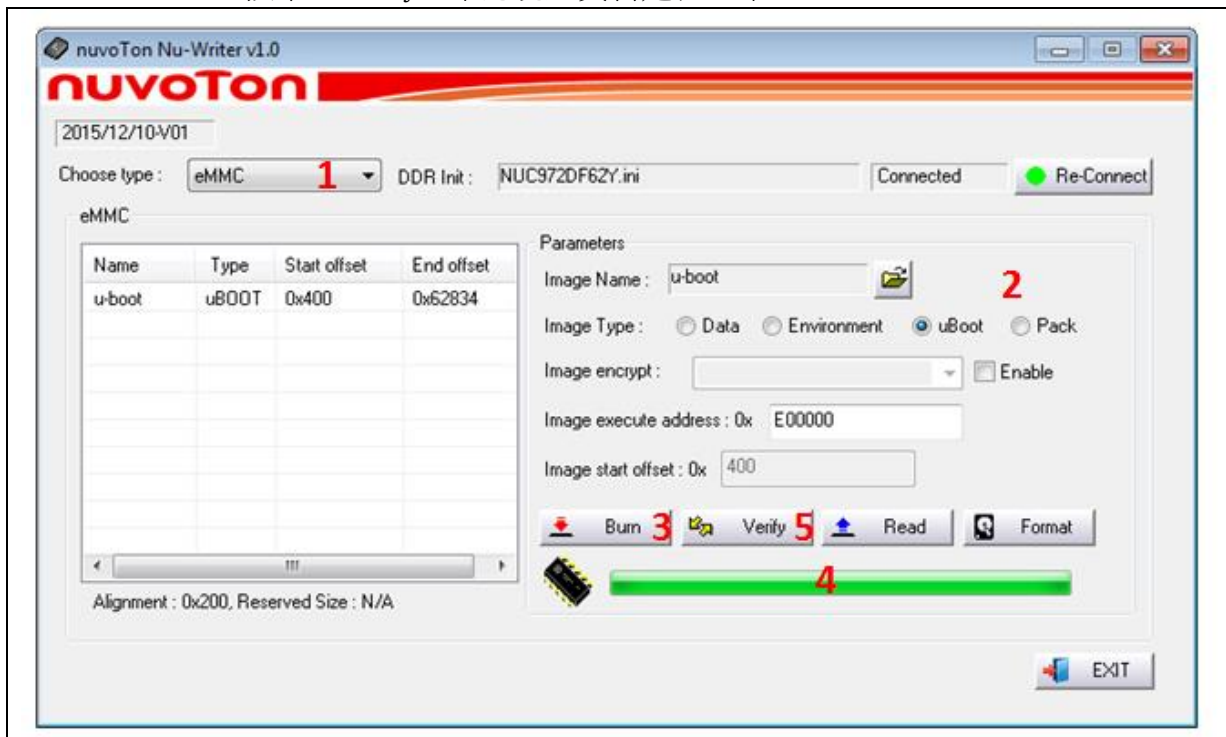 nuvoTon Nu-Writer v1.0
nuvoTon
2015/12/10-V01
Choose type : eMMC 1 DDR Init : NUC972DF62Y.ini Connected Re-Connect
eMMC
Name Type Start offset End offset
u-boot uBOOT 0x400 0x62834
Alignment : 0x200, Reserved Size : N/A
Parameters
Image Name : u-boot 2
Image Type : Data Environment uBoot Pack
Image encrypt : Enable
Image execute address : 0x E00000
Image start offset : 0x 400
Burn 3 Verify 5 Read Format
4
EXIT